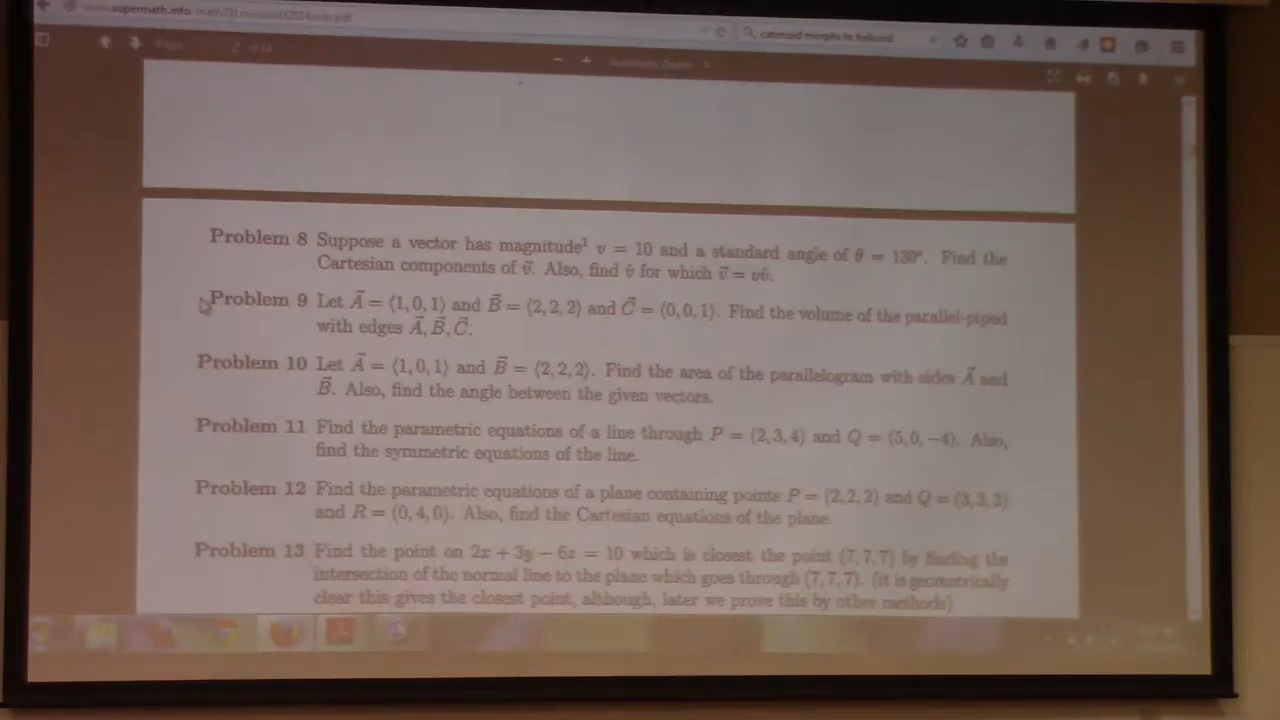 www.supermath.info
catenoid morphs to helicoid
Problem 8 Suppose a vector has magnitude¹ v = 10 and a standard angle of θ = 130°. Find the
Cartesian components of v⃗. Also, find v̂ for which v⃗ = vv̂.
Problem 9 Let A⃗ = ⟨1, 0, 1⟩ and B⃗ = ⟨2, 2, 2⟩ and C⃗ = ⟨0, 0, 1⟩. Find the volume of the parallel-piped
with edges A⃗, B⃗, C⃗.
Problem 10 Let A⃗ = ⟨1, 0, 1⟩ and B⃗ = ⟨2, 2, 2⟩. Find the area of the parallelogram with sides A⃗ and
B⃗. Also, find the angle between the given vectors.
Problem 11 Find the parametric equations of a line through P = (2, 3, 4) and Q = (5, 0, −4). Also,
find the symmetric equations of the line.
Problem 12 Find the parametric equations of a plane containing points P = (2, 2, 2) and Q = (3, 3, 3)
and R = (0, 4, 0). Also, find the Cartesian equations of the plane.
Problem 13 Find the point on 2x + 3y − 6z = 10 which is closest the point (7, 7, 7) by finding the
intersection of the normal line to the plane which goes through (7, 7, 7). (it is geometrically
clear this gives the closest point, although, later we prove this by other methods)